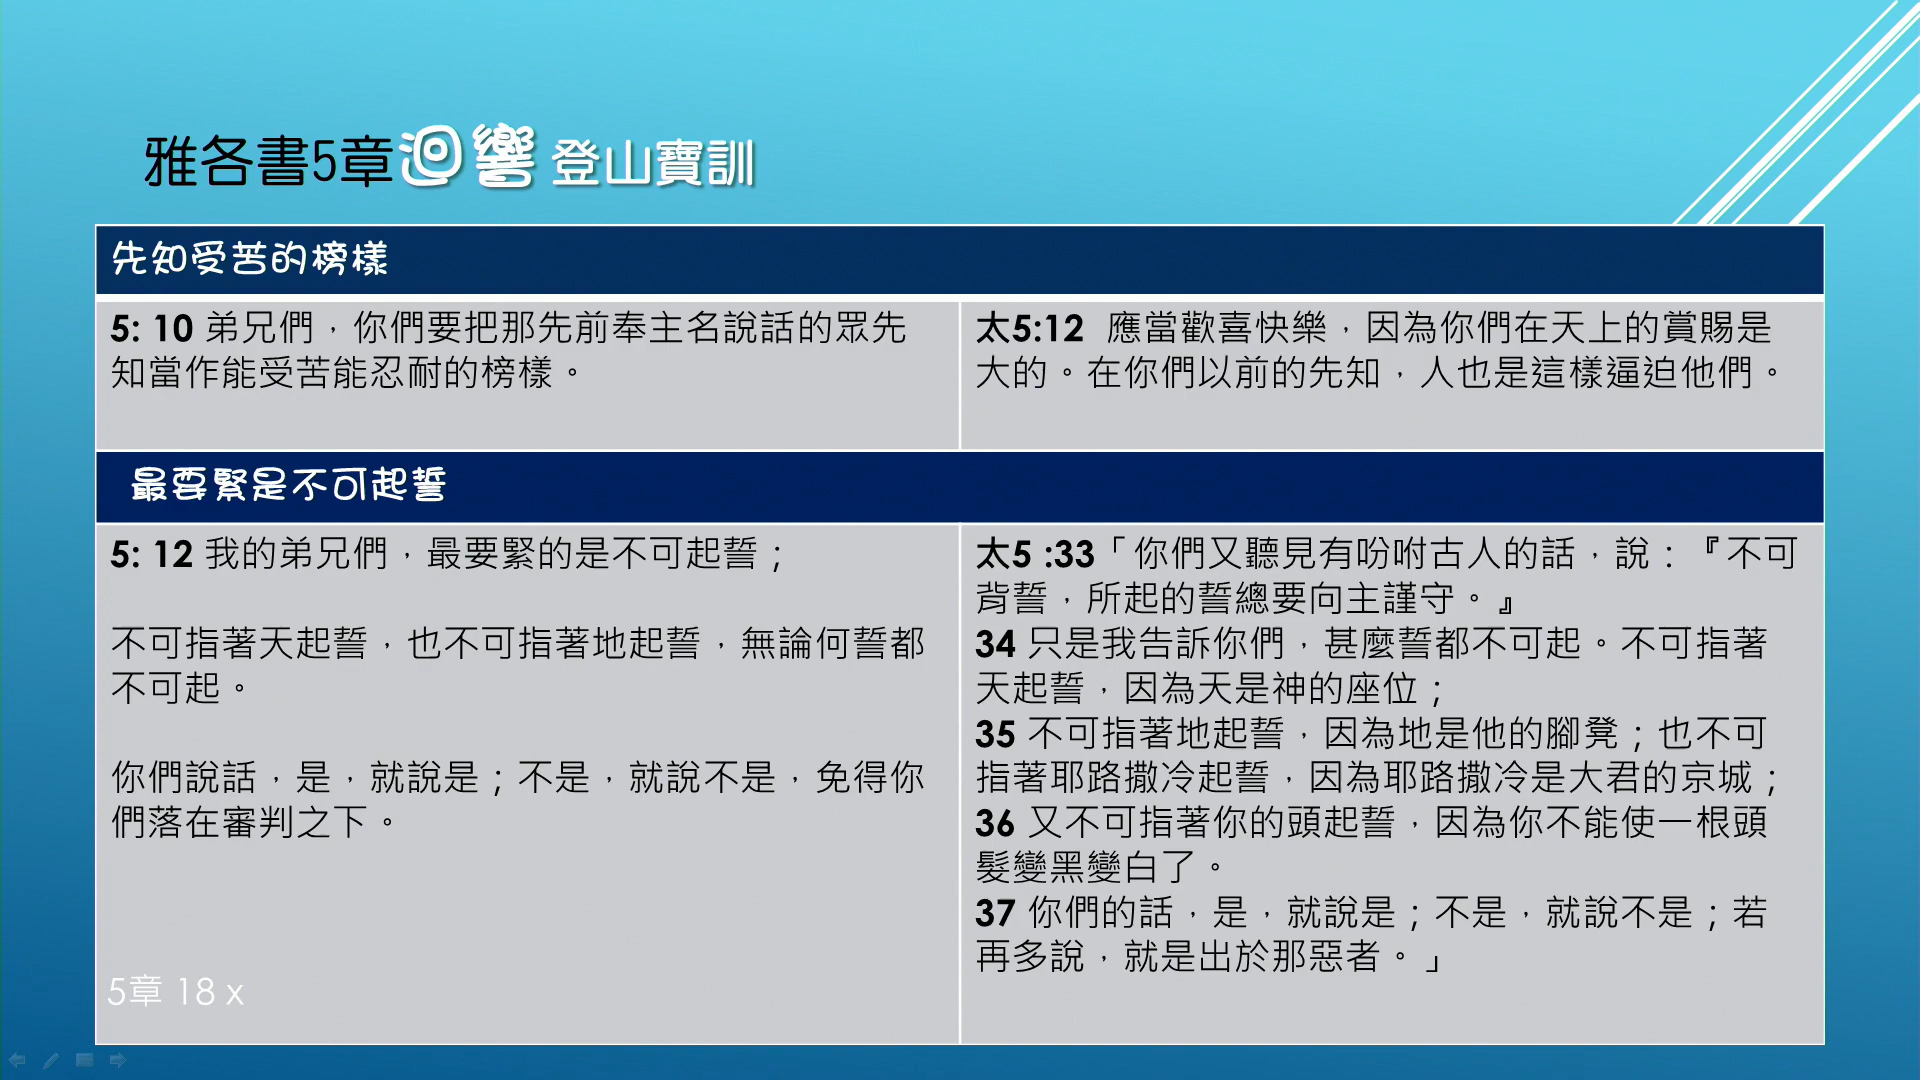 雅各書5章迴響 登山寶訓
先知受苦的榜樣
5: 10 弟兄們，你們要把那先前奉主名說話的眾先
知當作能受苦能忍耐的榜樣。
太5:12 應當歡喜快樂，因為你們在天上的賞賜是
大的。在你們以前的先知，人也是這樣逼迫他們。
最要緊是不可起誓
5: 12 我的弟兄們，最要緊的是不可起誓；
不可指著天起誓，也不可指著地起誓，無論何誓都
不可起。
你們說話，是，就說是；不是，就說不是，免得你
們落在審判之下。
5章 18 x
太5 :33「你們又聽見有吩咐古人的話，說：『不可
背誓，所起的誓總要向主謹守。』
34 只是我告訴你們，甚麼誓都不可起。不可指著
天起誓，因為天是神的座位；
35 不可指著地起誓，因為地是他的腳凳；也不可
指著耶路撒冷起誓，因為耶路撒冷是大君的京城；
36 又不可指著你的頭起誓，因為你不能使一根頭
髮變黑變白了。
37 你們的話，是，就說是；不是，就說不是；若
再多說，就是出於那惡者。」